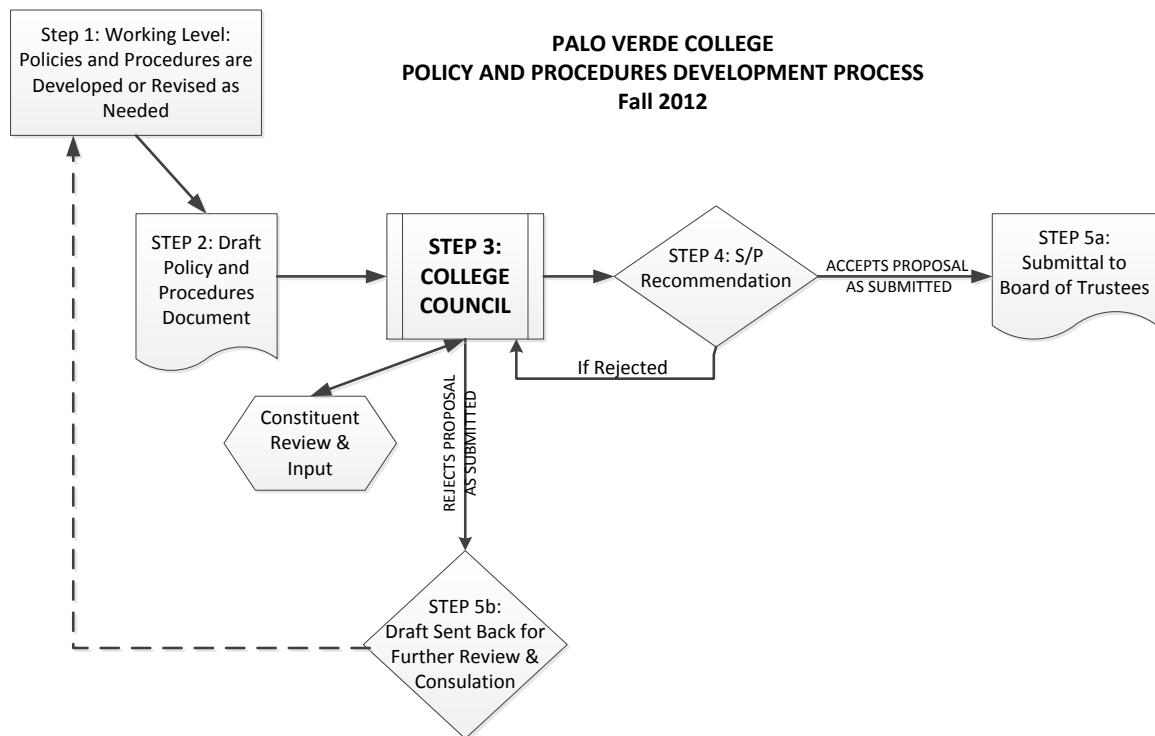 Step 1: Working Level:
Policies and Procedures are
Developed or Revised as
Needed
PALO VERDE COLLEGE
POLICY AND PROCEDURES DEVELOPMENT PROCESS
Fall 2012
STEP 2: Draft
Policy and
Procedures
Document
STEP 3:
COLLEGE
COUNCIL
STEP 4: S/P
Recommendation
ACCEPTS PROPOSAL
AS SUBMITTED
STEP 5a:
Submittal to
Board of Trustees
If Rejected
Constituent
Review &
Input
REJECTS PROPOSAL
AS SUBMITTED
STEP 5b:
Draft Sent Back for
Further Review &
Consulation